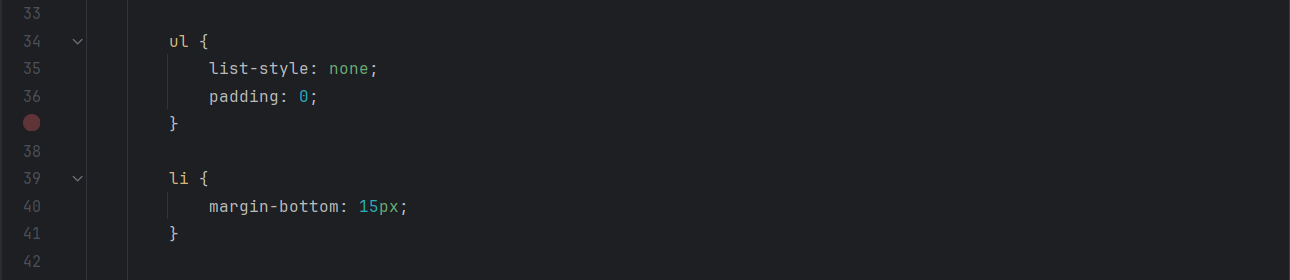 33
34 ul {
35 list-style: none;
36 padding: 0;
}
38
39 li {
40 margin-bottom: 15px;
41 }
42